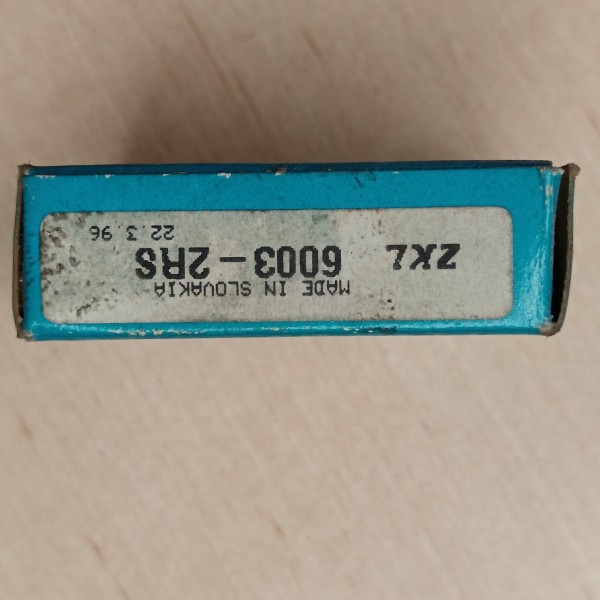 MADE IN SLOVAKIA
ZKL 6003-2RS
22.3.96